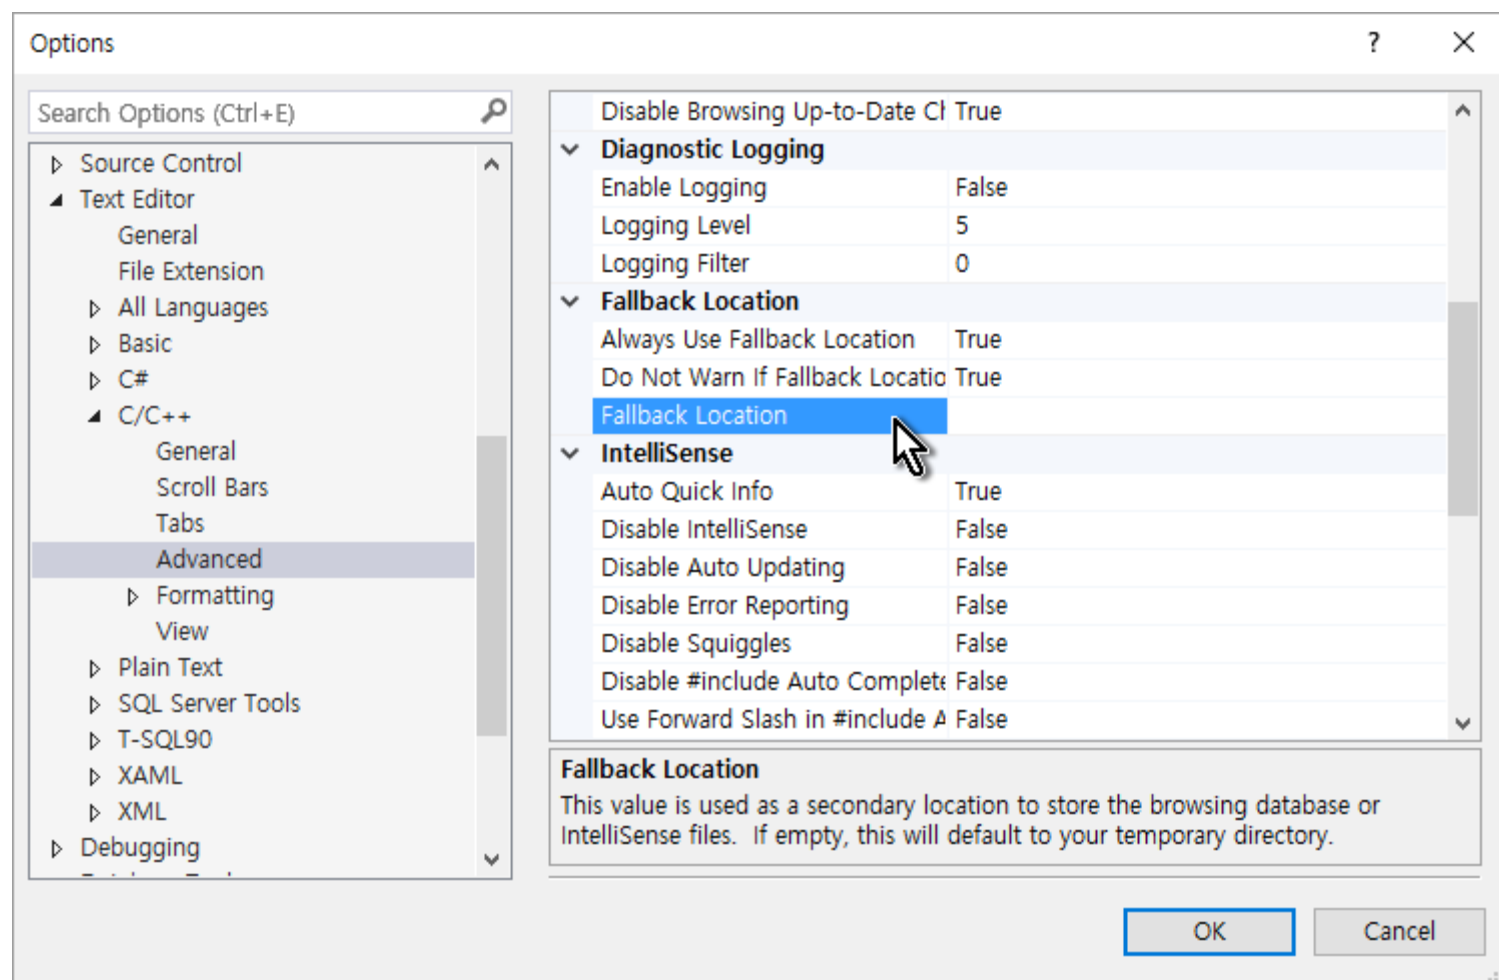 Options
?
Search Options (Ctrl+E)
Source Control
Text Editor
General
File Extension
All Languages
Basic
C#
C/C++
General
Scroll Bars
Tabs
Advanced
Formatting
View
Plain Text
SQL Server Tools
T-SQL90
XAML
XML
Debugging
Disable Browsing Up-to-Date True
Diagnostic Logging
Enable Logging False
Logging Level 5
Logging Filter 0
Fallback Location
Always Use Fallback Location True
Do Not Warn If Fallback Locatio True
Fallback Location
IntelliSense
Auto Quick Info True
Disable IntelliSense False
Disable Auto Updating False
Disable Error Reporting False
Disable Squiggles False
Disable #include Auto Complete False
Use Forward Slash in #include A False
Fallback Location
This value is used as a secondary location to store the browsing database or
IntelliSense files.  If empty, this will default to your temporary directory.
OK
Cancel